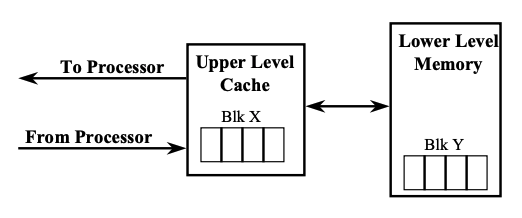 To Processor
From Processor
Upper Level
Cache
Blk X
Lower Level
Memory
Blk Y